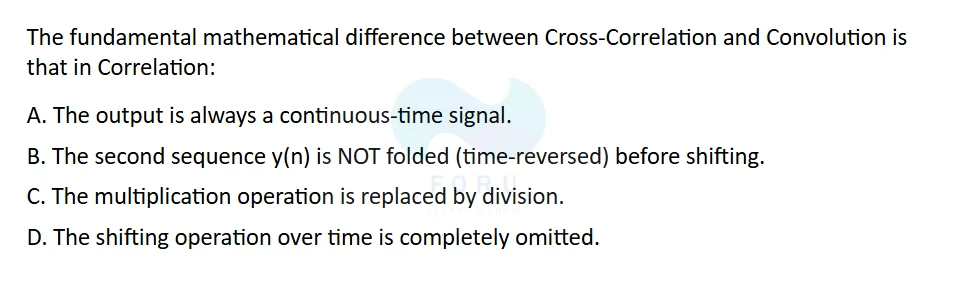 The fundamental mathematical difference between Cross-Correlation and Convolution is
that in Correlation:
A. The output is always a continuous-time signal.
B. The second sequence y(n) is NOT folded (time-reversed) before shifting.
FORU
C. The multiplication operation is replaced by division.
D. The shifting operation over time is completely omitted.